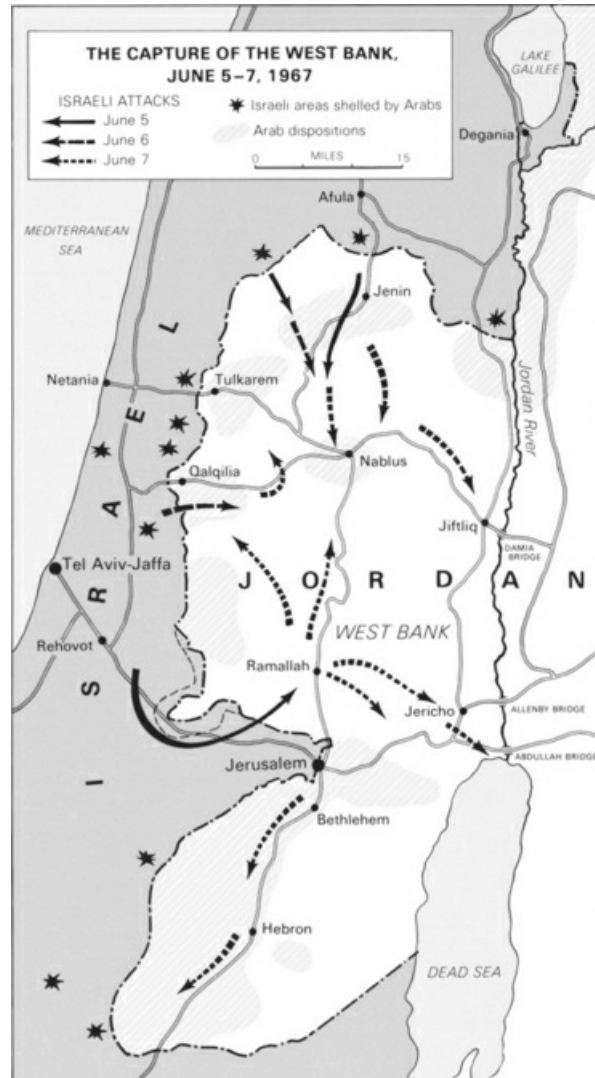 THE CAPTURE OF THE WEST BANK,
JUNE 5–7, 1967
ISRAELI ATTACKS
June 5
June 6
June 7
Israeli areas shelled by Arabs
Arab dispositions
0 MILES 15
LAKE
GALILEE
Degania
Afula
MEDITERRANEAN
SEA
Jenin
Netania
Tulkarem
Jordan River
Qalqilia
Nablus
Jiftliq
DAMIA
BRIDGE
Tel Aviv-Jaffa
JORDAN
WEST BANK
Rehovot
Ramallah
Jericho
ALLENBY BRIDGE
ABDULLAH BRIDGE
Jerusalem
ISRAEL
Bethlehem
Hebron
DEAD SEA